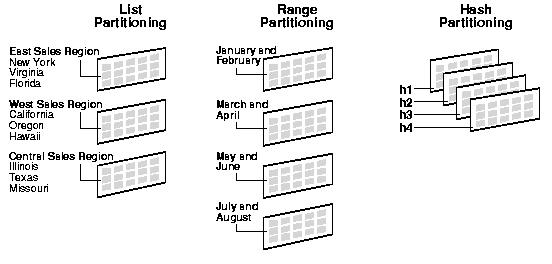 List
Partitioning
East Sales Region
New York
Virginia
Florida
West Sales Region
California
Oregon
Hawaii
Central Sales Region
Illinois
Texas
Missouri
Range
Partitioning
January and
February
March and
April
May and
June
July and
August
Hash
Partitioning
h1
h2
h3
h4